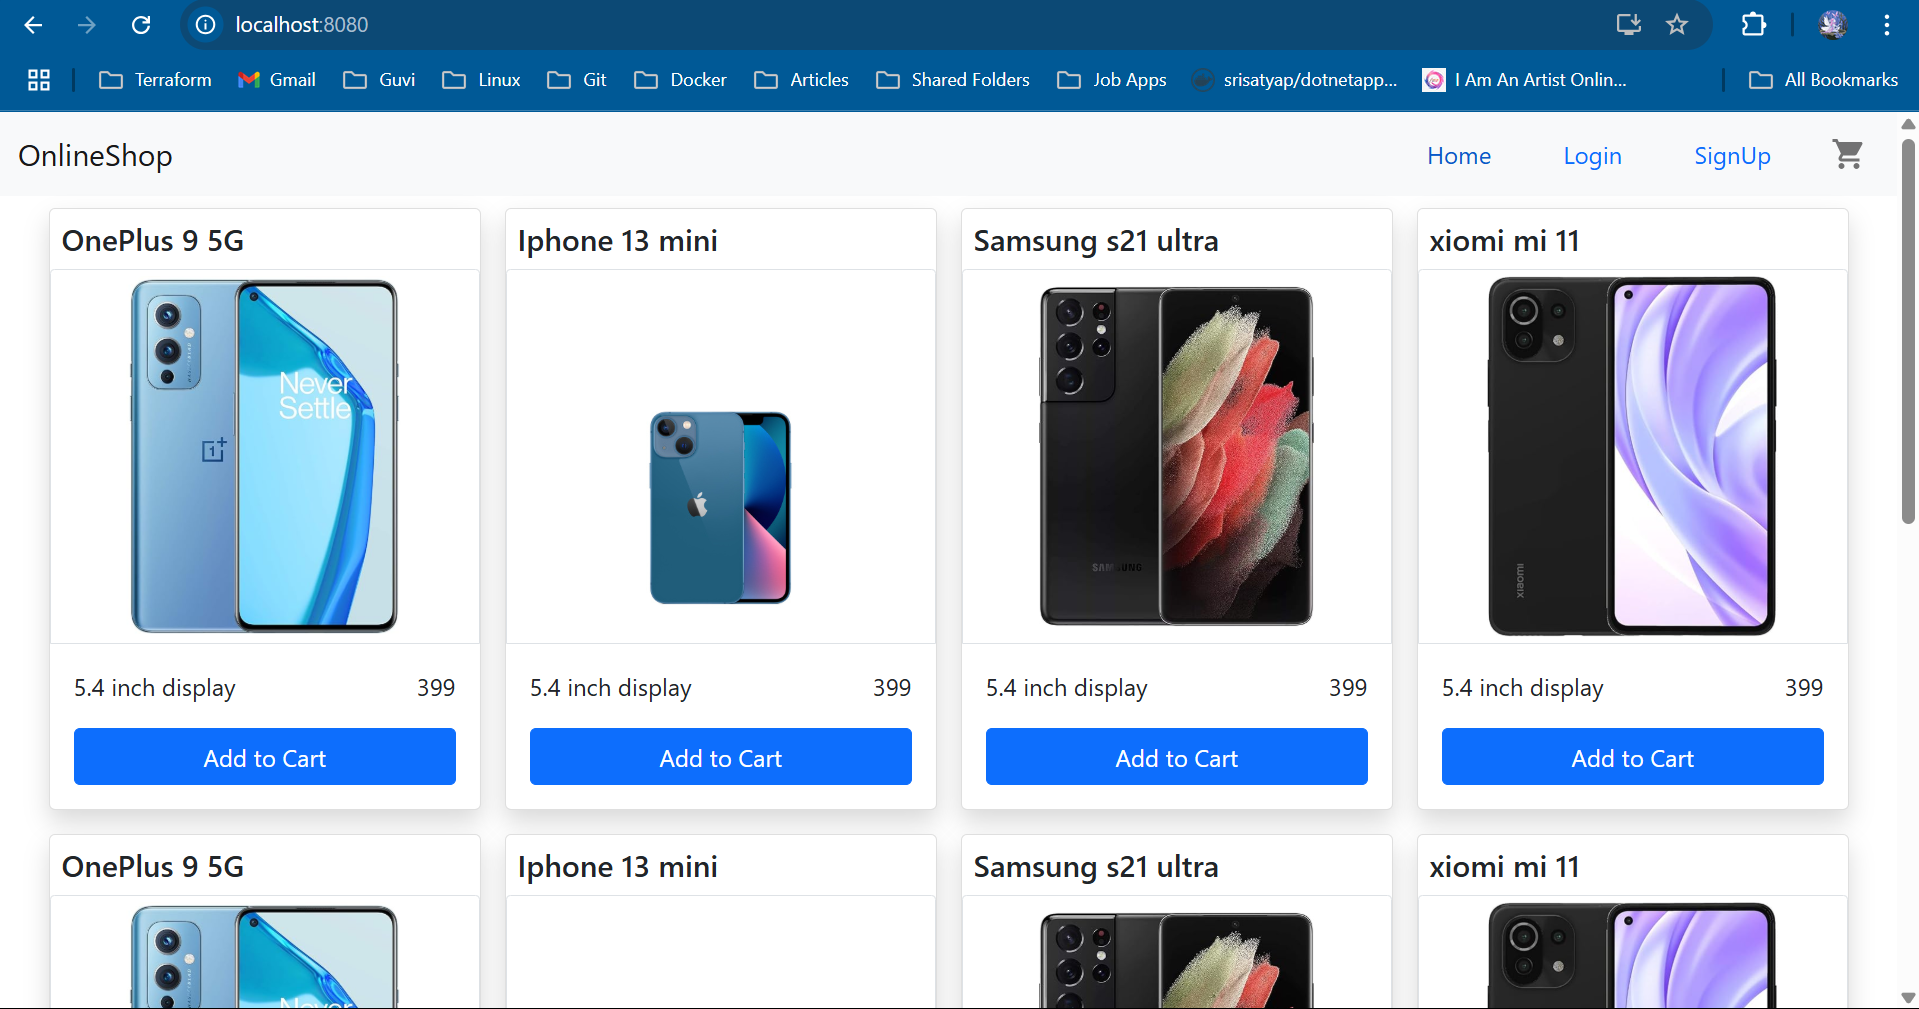 localhost:8080
Terraform Gmail Guvi Linux Git Docker Articles Shared Folders Job Apps srisatyap/dotnetapp... I Am An Artist Onlin... All Bookmarks
OnlineShop Home Login SignUp
OnePlus 9 5G Iphone 13 mini Samsung s21 ultra xiomi mi 11
Never
Settle
SAMSUNG
xiaomi
5.4 inch display 399 5.4 inch display 399 5.4 inch display 399 5.4 inch display 399
Add to Cart Add to Cart Add to Cart Add to Cart
OnePlus 9 5G Iphone 13 mini Samsung s21 ultra xiomi mi 11
Never